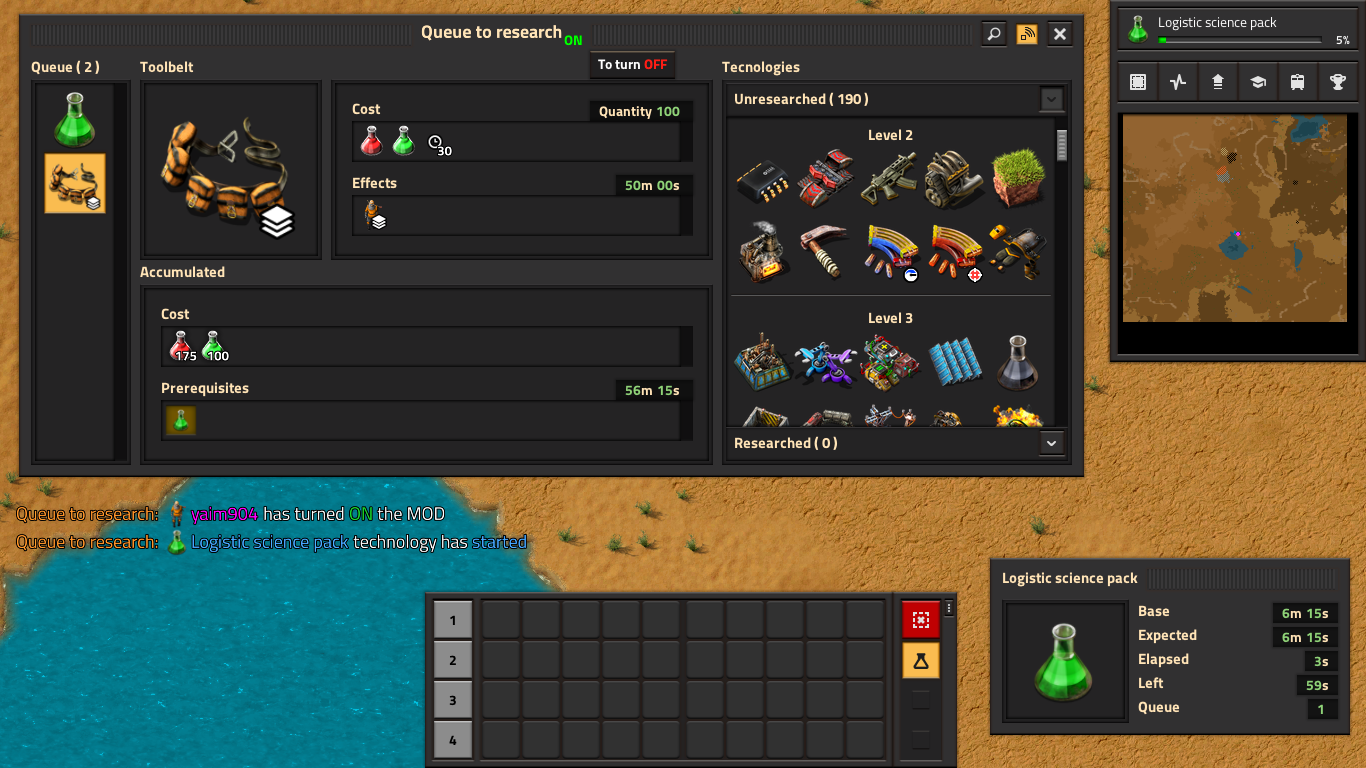 Queue to research ON
To turn OFF
Queue ( 2 )
Toolbelt
Cost
Quantity 100
30
Effects
50m 00s
Accumulated
Cost
175
100
Prerequisites
56m 15s
Tecnologies
Unresearched ( 190 )
Level 2
Level 3
Researched ( 0 )
Logistic science pack
5%
Queue to research: yaim904 has turned ON the MOD
Queue to research: Logistic science pack technology has started
1
2
3
4
Logistic science pack
Base 6m 15s
Expected 6m 15s
Elapsed 3s
Left 59s
Queue 1